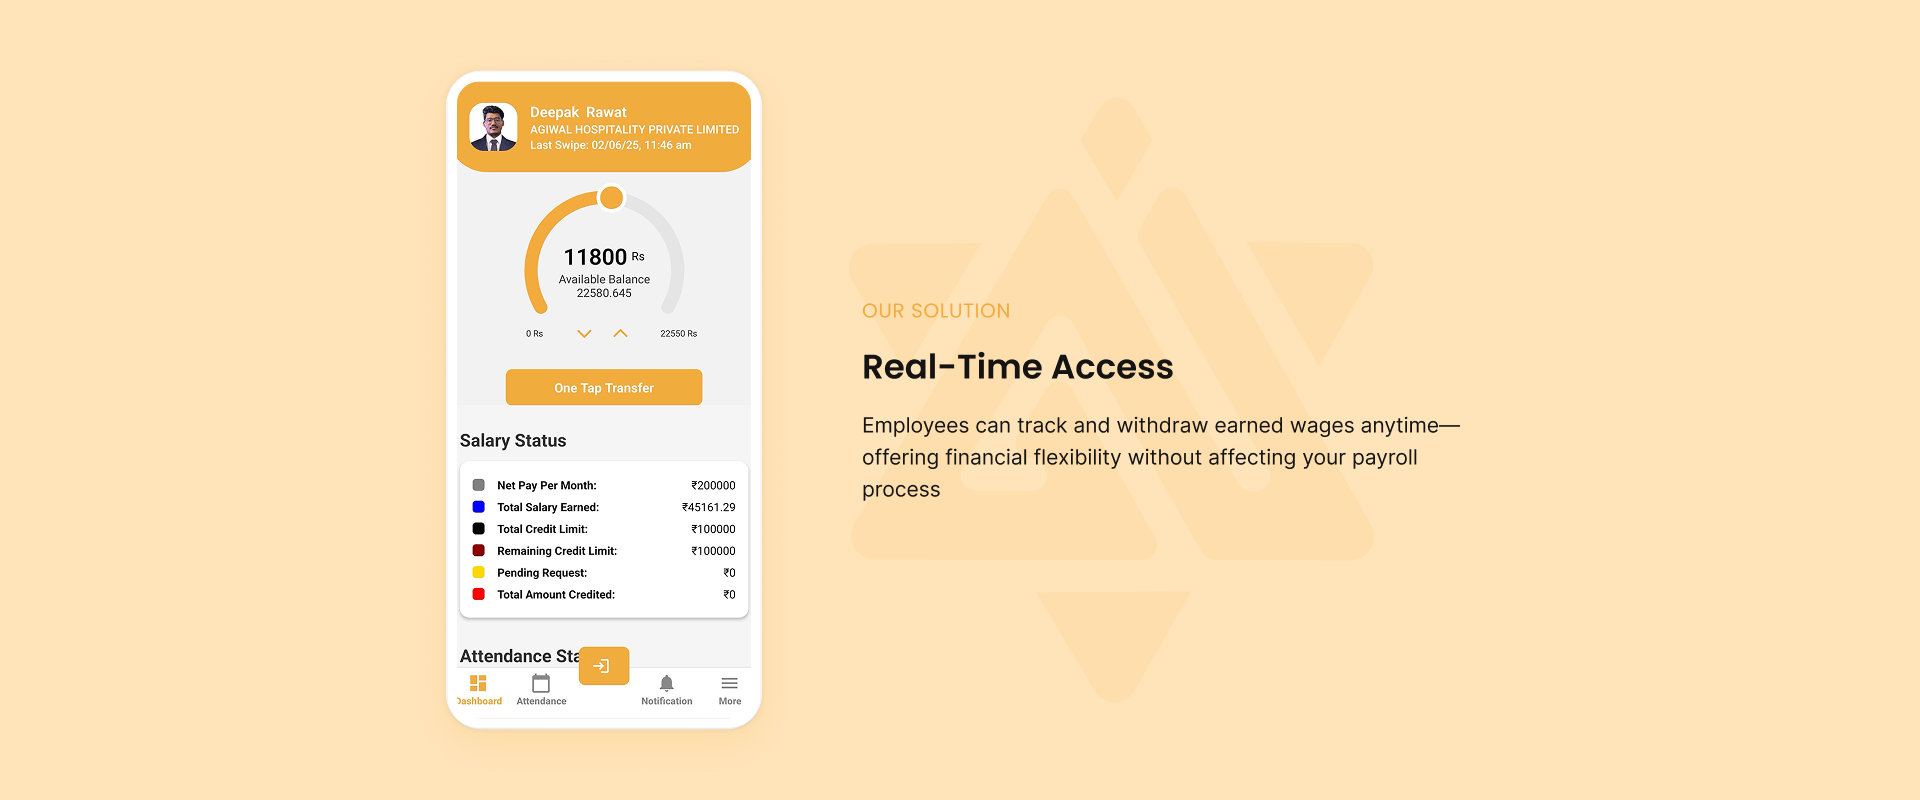 Deepak Rawat
AGIWAL HOSPITALITY PRIVATE LIMITED
Last Swipe: 02/06/25, 11:46 am
11800 Rs
Available Balance
22580.645
0 Rs
22550 Rs
One Tap Transfer
Salary Status
Net Pay Per Month: ₹200000
Total Salary Earned: ₹45161.29
Total Credit Limit: ₹100000
Remaining Credit Limit: ₹100000
Pending Request: ₹0
Total Amount Credited: ₹0
Attendance Sta
Dashboard
Attendance
Notification
More
OUR SOLUTION
Real-Time Access
Employees can track and withdraw earned wages anytime—
offering financial flexibility without affecting your payroll
process